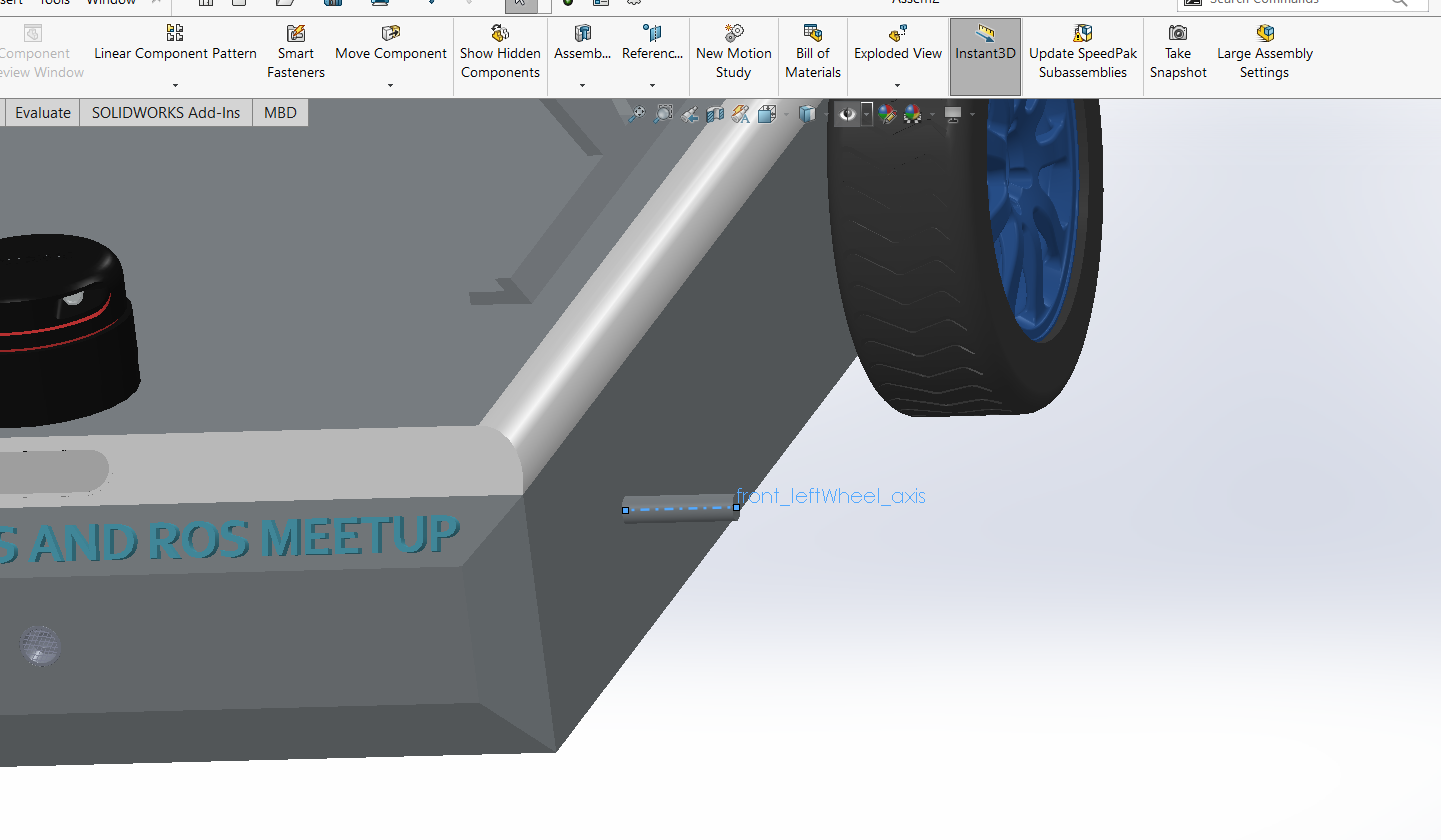 Tools
Window
Assem2
Search Commands
Component
Linear Component Pattern
Smart
Move Component
Show Hidden
Assemb...
Referenc...
New Motion
Bill of
Exploded View
Instant3D
Update SpeedPak
Take
Large Assembly
Window
Fasteners
Components
Study
Materials
Subassemblies
Snapshot
Settings
Evaluate
SOLIDWORKS Add-Ins
MBD
front_leftWheel_axis
S AND ROS MEETUP